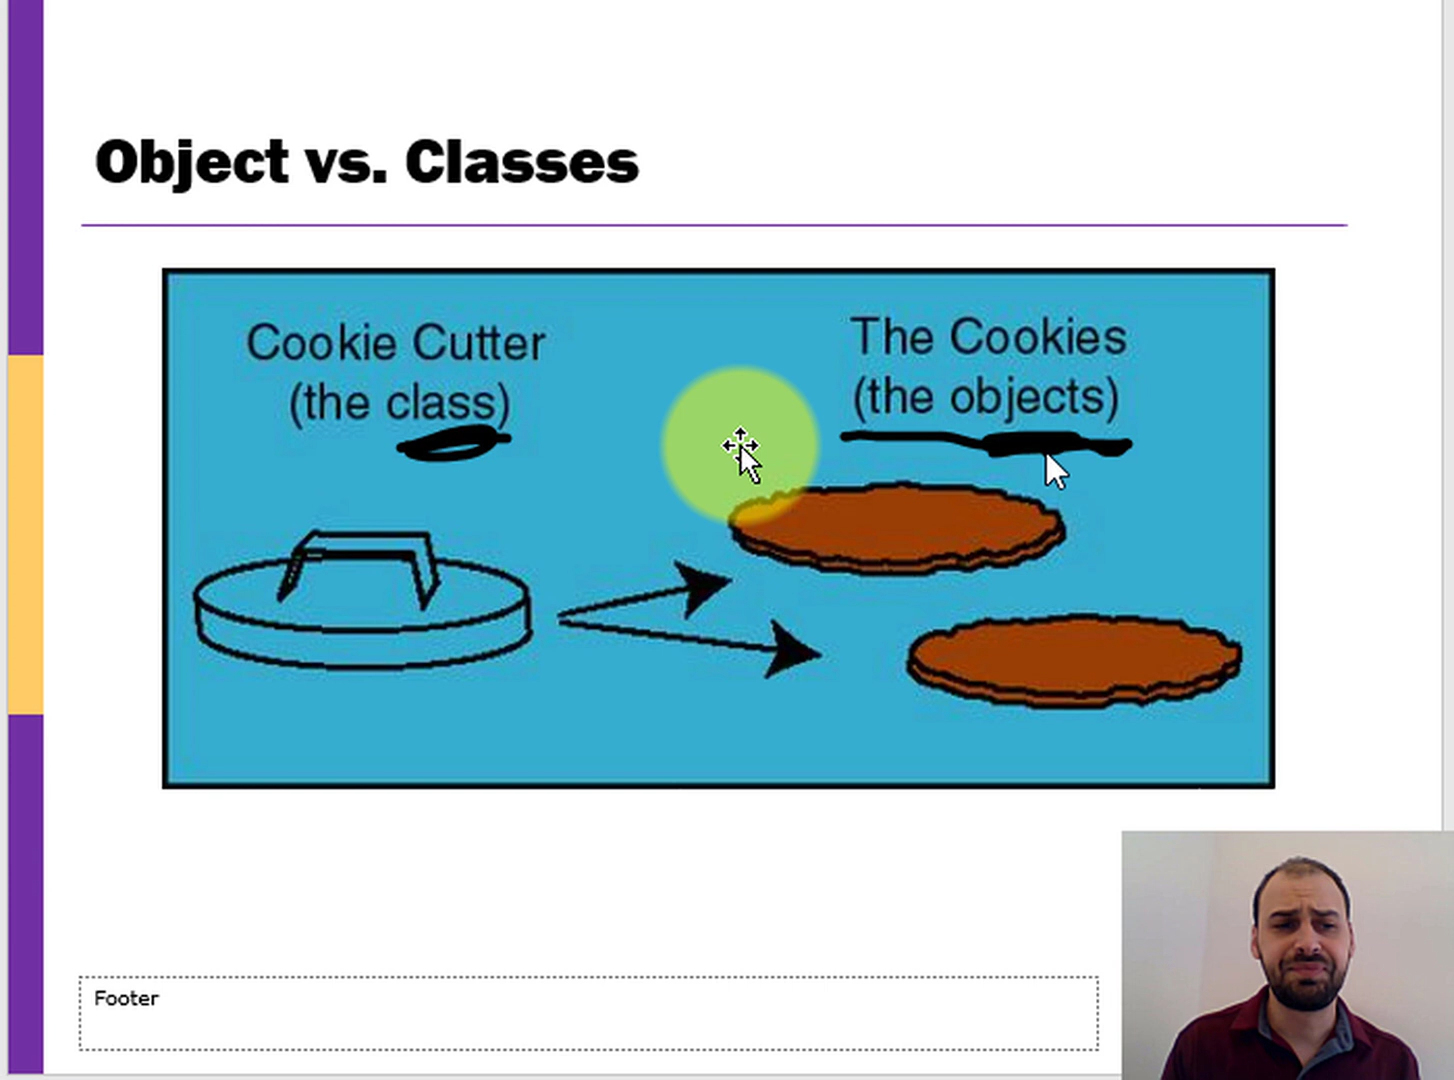 Object vs. Classes
Cookie Cutter
(the class)
The Cookies
(the objects)
Footer